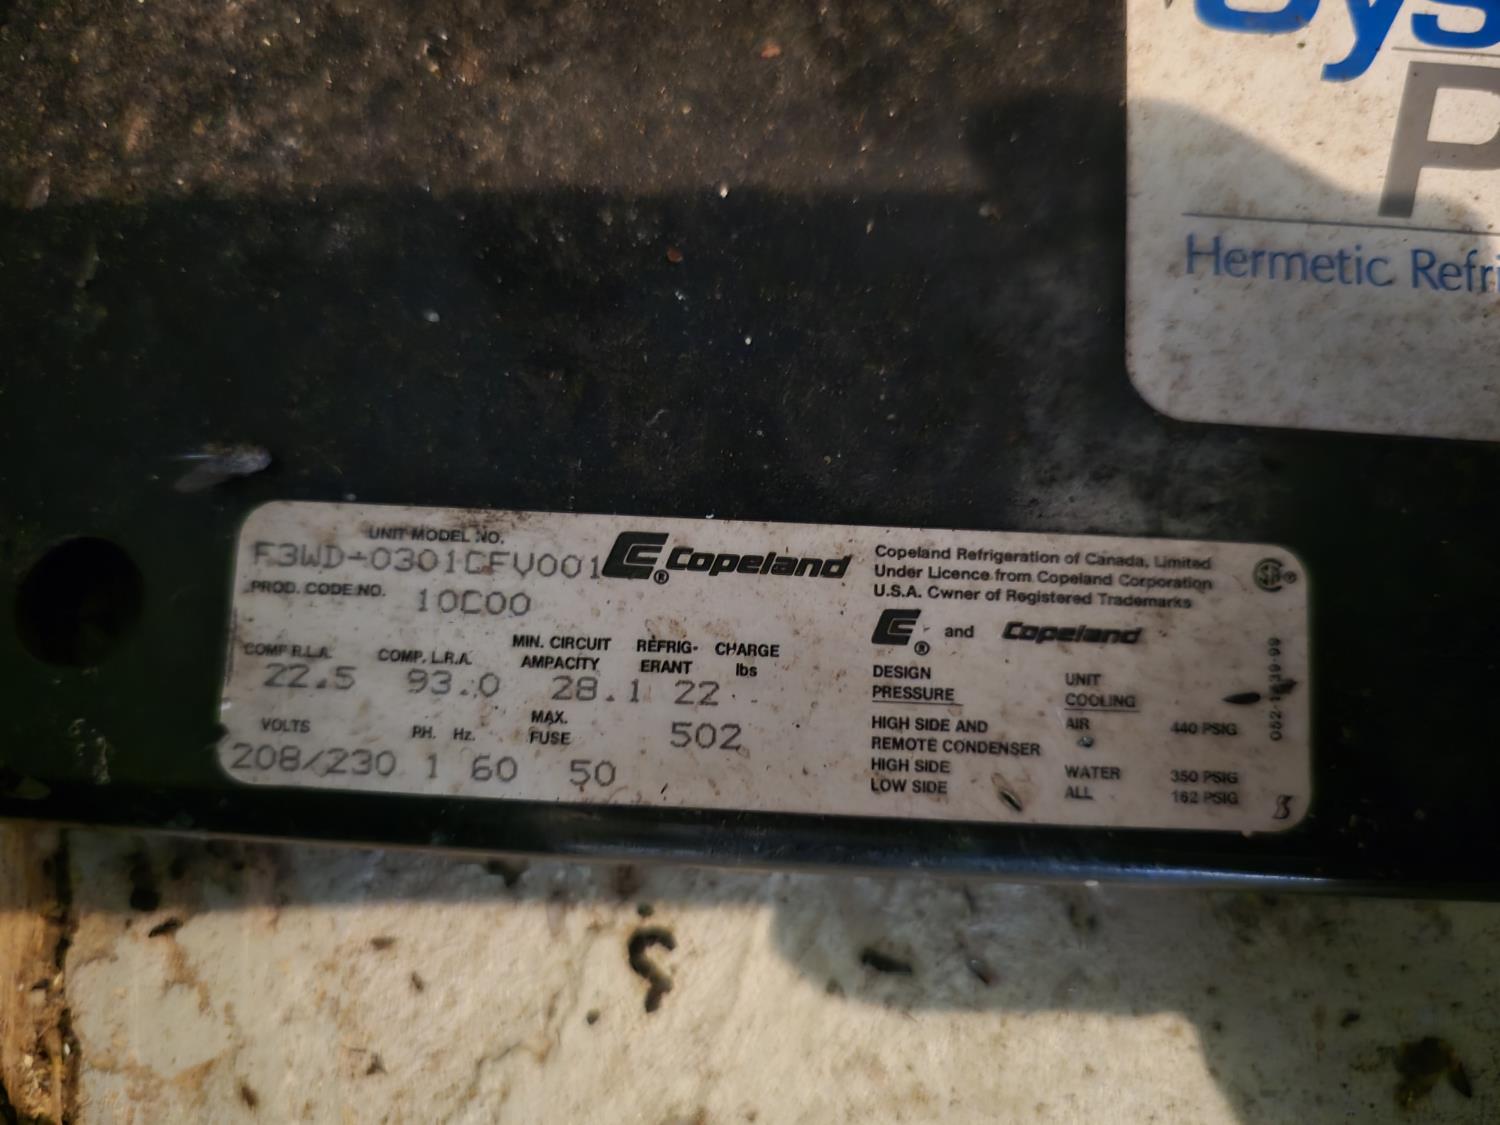 Sys
P
Hermetic Refri
UNIT MODEL NO.
F3WD-0301CFV001
Copeland
PROD. CODE NO. 10C00
COMP R.L.A. COMP. L.R.A. MIN. CIRCUIT AMPACITY REFRIG-ERANT CHARGE lbs
22.5 93.0 28.1 22
502
VOLTS PH. Hz. MAX. FUSE
208/230 1 60 50
Copeland Refrigeration of Canada, Limited
Under Licence from Copeland Corporation
U.S.A. Owner of Registered Trademarks
® and Copeland
DESIGN PRESSURE UNIT COOLING
HIGH SIDE AND REMOTE CONDENSER AIR 440 PSIG
HIGH SIDE WATER 350 PSIG
LOW SIDE ALL 162 PSIG